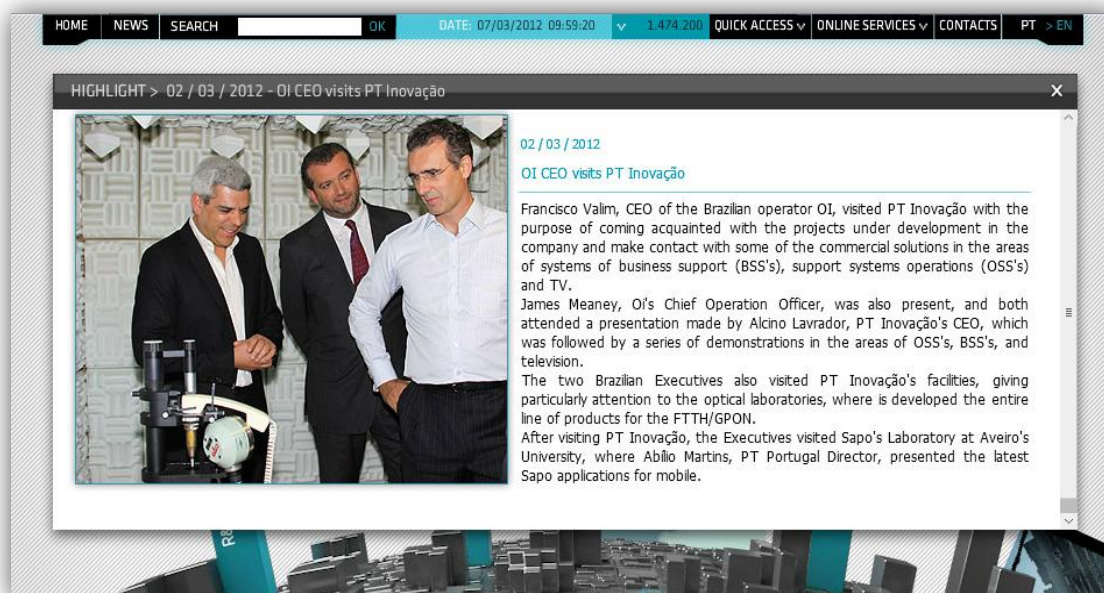 HOME NEWS SEARCH OK DATE: 07/03/2012 09:59:20 1.474.200 QUICK ACCESS ONLINE SERVICES CONTACTS PT > EN
HIGHLIGHT > 02 / 03 / 2012 - OI CEO visits PT Inovação
02 / 03 / 2012
OI CEO visits PT Inovação
Francisco Valim, CEO of the Brazilian operator OI, visited PT Inovação with the
purpose of coming acquainted with the projects under development in the
company and make contact with some of the commercial solutions in the areas
of systems of business support (BSS's), support systems operations (OSS's)
and TV.
James Meaney, Oi's Chief Operation Officer, was also present, and both
attended a presentation made by Alcino Lavrador, PT Inovação's CEO, which
was followed by a series of demonstrations in the areas of OSS's, BSS's, and
television.
The two Brazilian Executives also visited PT Inovação's facilities, giving
particularly attention to the optical laboratories, where is developed the entire
line of products for the FTTH/GPON.
After visiting PT Inovação, the Executives visited Sapo's Laboratory at Aveiro's
University, where Abílio Martins, PT Portugal Director, presented the latest
Sapo applications for mobile.